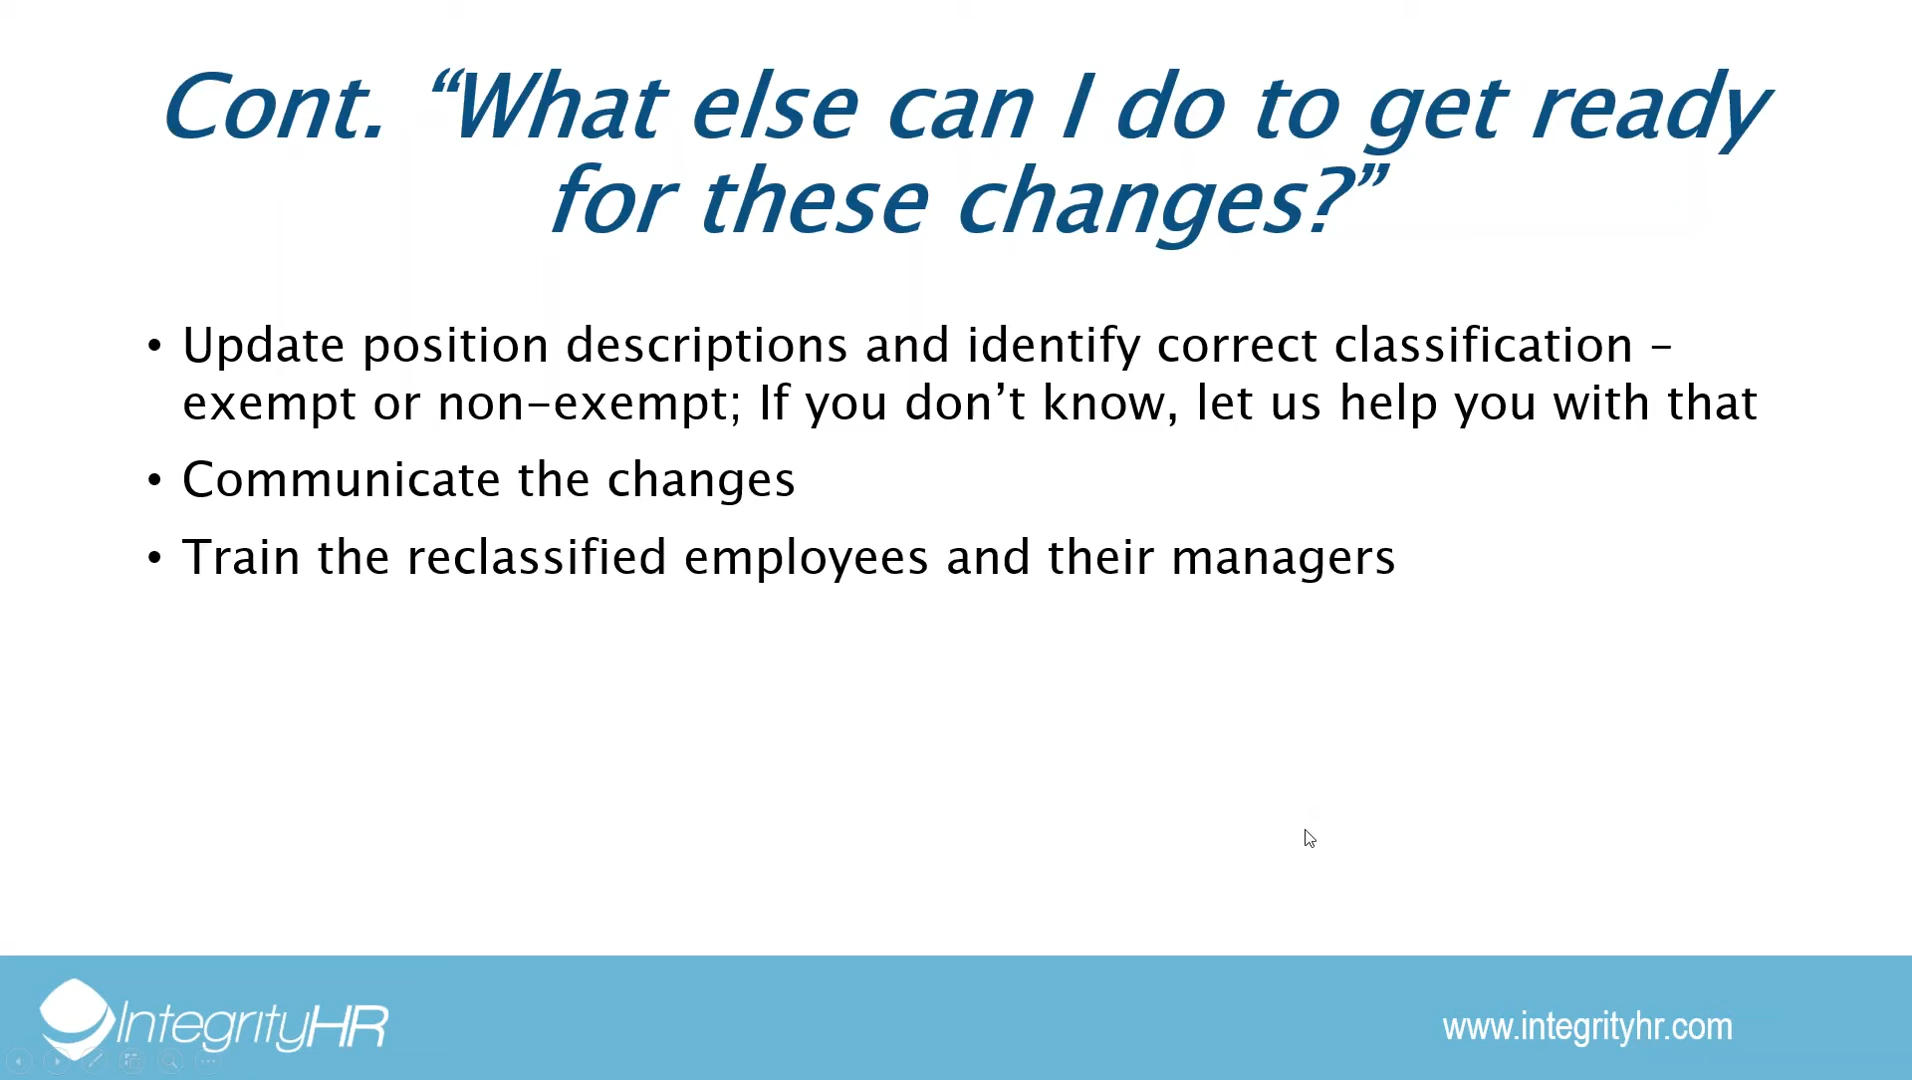 Cont. “What else can I do to get ready
for these changes?”
• Update position descriptions and identify correct classification –
exempt or non-exempt; If you don’t know, let us help you with that
• Communicate the changes
• Train the reclassified employees and their managers
IntegrityHR
www.integrityhr.com